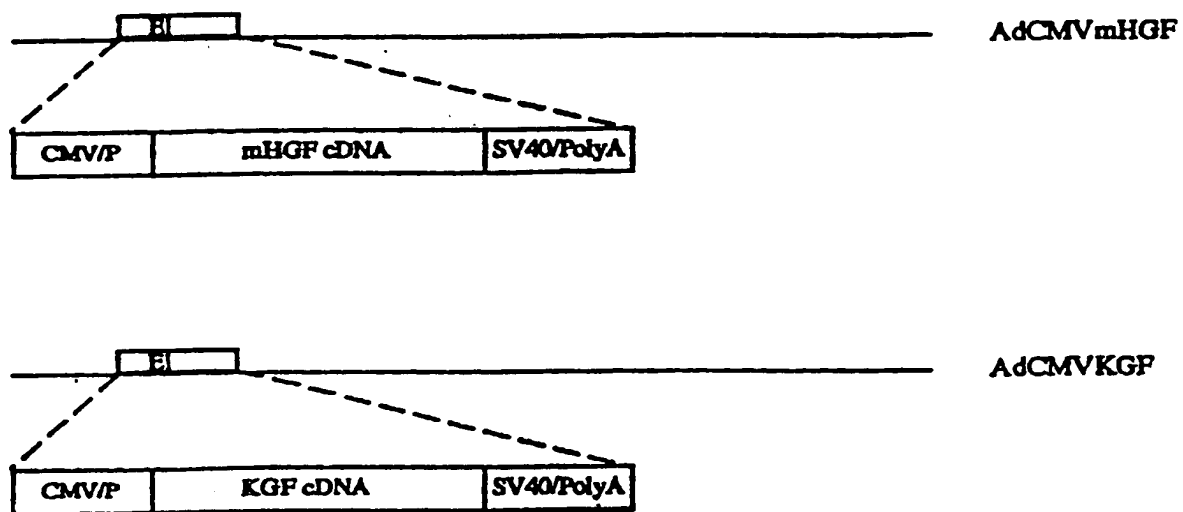 E AdCMVmHGF
CMV/P mHGF cDNA SV40/PolyA
E AdCMVKGF
CMV/P KGF cDNA SV40/PolyA